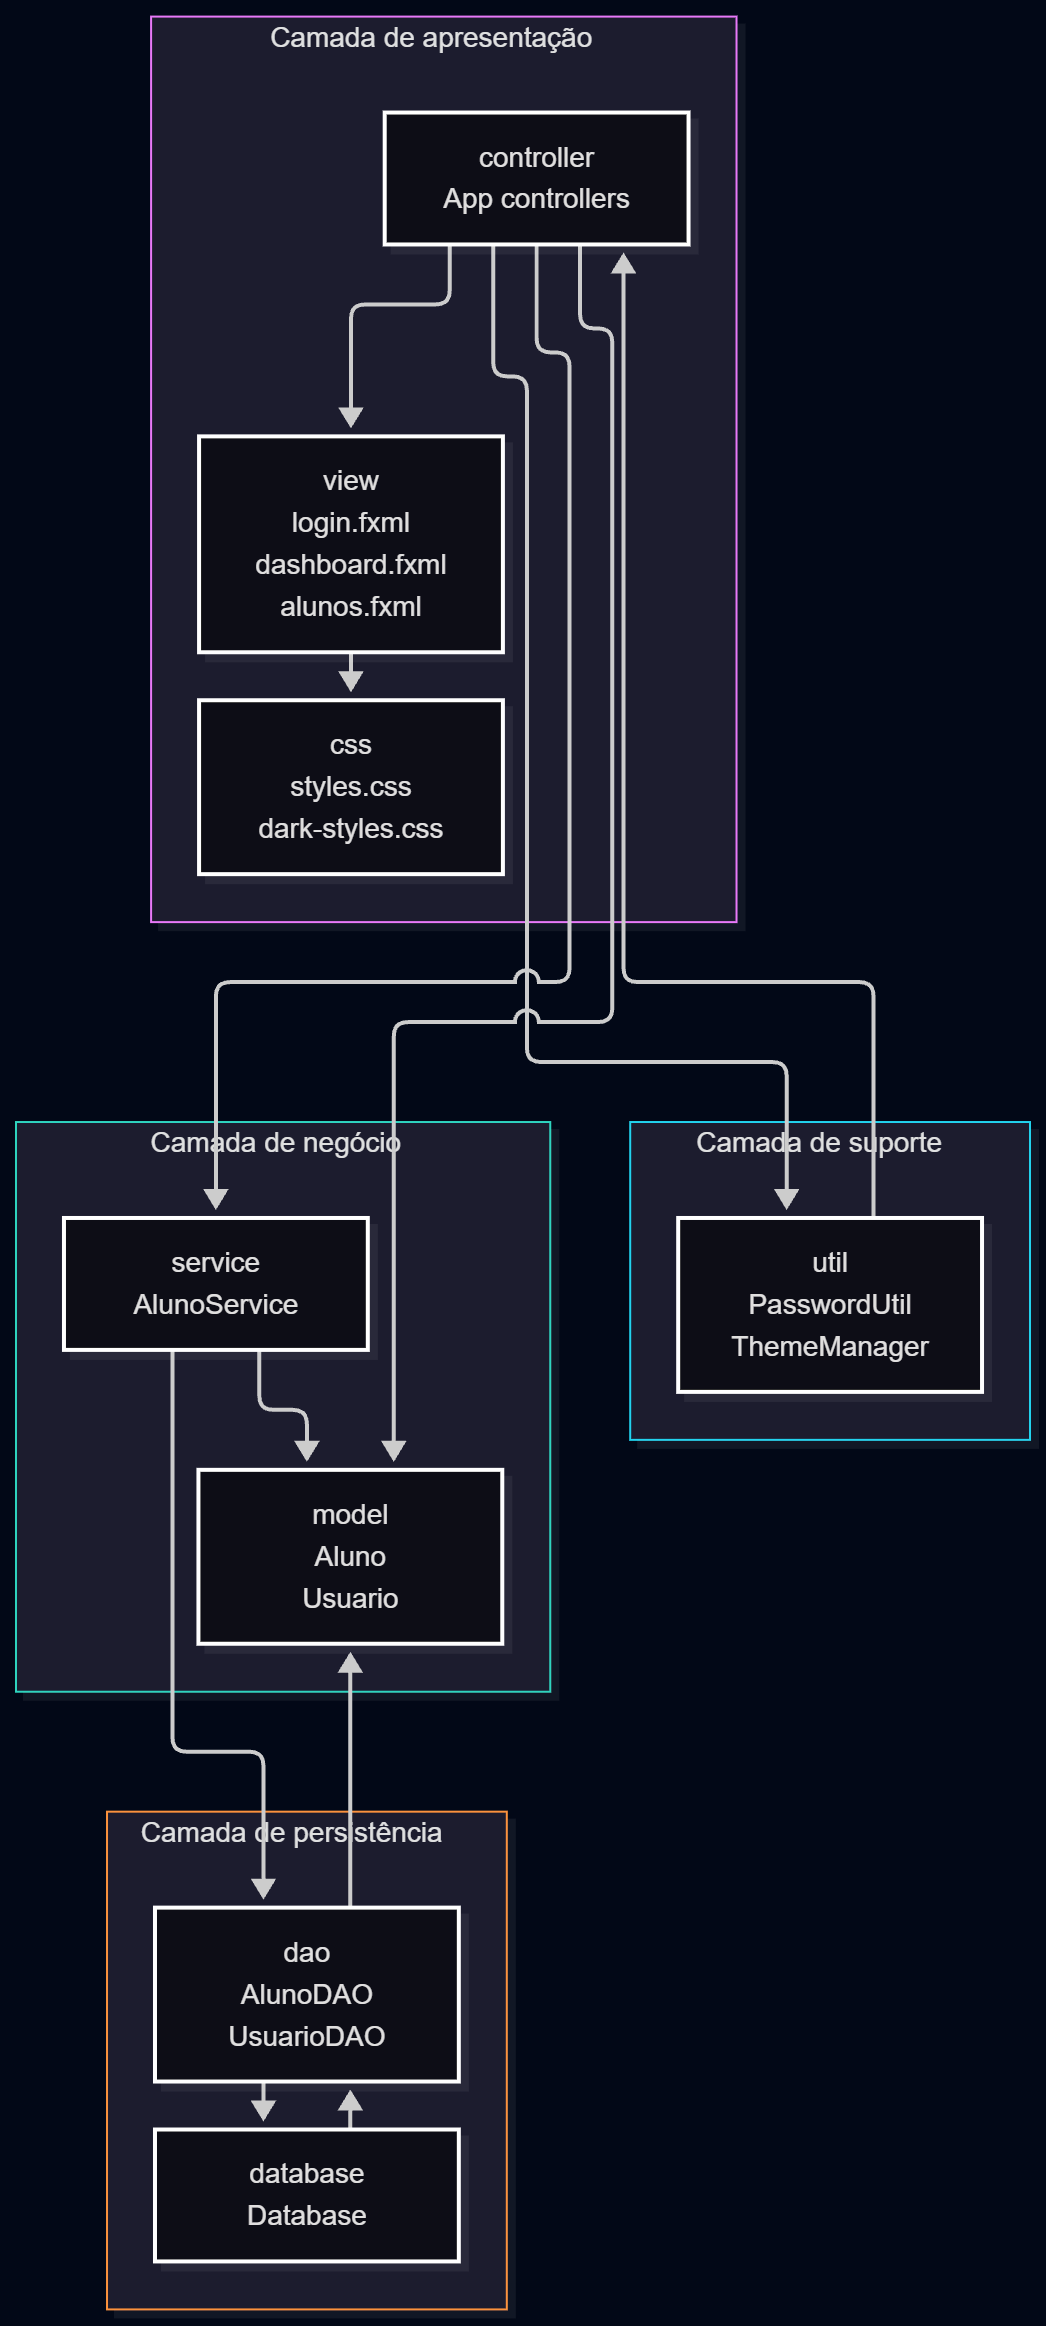 Camada de apresentação
controller
App controllers
view
login.fxml
dashboard.fxml
alunos.fxml
css
styles.css
dark-styles.css
Camada de negócio
service
AlunoService
model
Aluno
Usuario
Camada de suporte
util
PasswordUtil
ThemeManager
Camada de persistência
dao
AlunoDAO
UsuarioDAO
database
Database